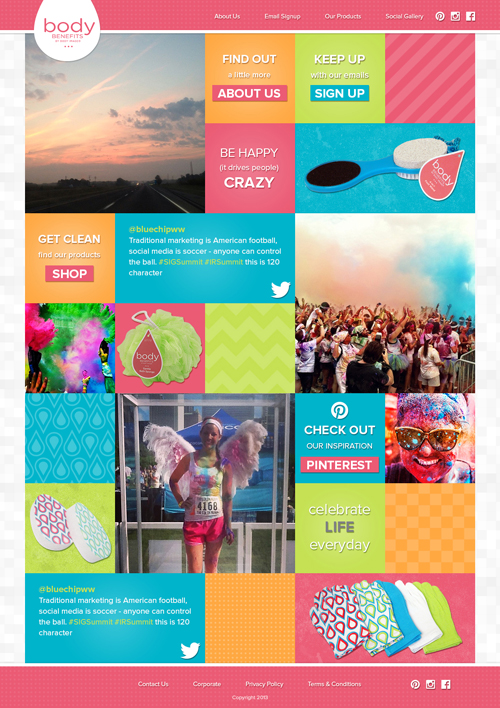 About Us
Email Signup
Our Products
Social Gallery
body
BENEFITS
FIND OUT
a little more
ABOUT US
KEEP UP
with our emails
SIGN UP
BE HAPPY
(it drives people)
CRAZY
body
GET CLEAN
find our products
SHOP
@bluechipww
Traditional marketing is American football,
social media is soccer - anyone can control
the ball. #SIGSummit #IRSummit this is 120
character
body
CHECK OUT
OUR INSPIRATION
PINTEREST
4168
celebrate
LIFE
everyday
@bluechipww
Traditional marketing is American football,
social media is soccer - anyone can control
the ball. #SIGSummit #IRSummit this is 120
character
Contact Us
Corporate
Privacy Policy
Terms & Conditions
Copyright 2013